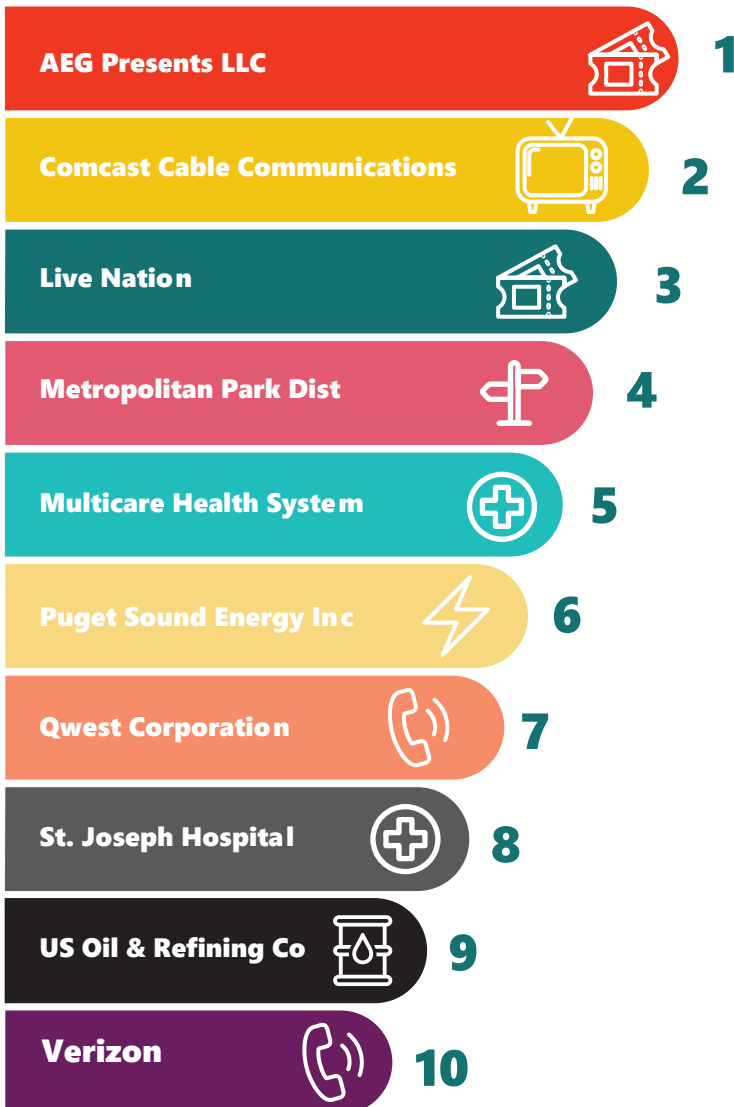 AEG Presents LLC 1
Comcast Cable Communications 2
Live Nation 3
Metropolitan Park Dist 4
Multicare Health System 5
Puget Sound Energy Inc 6
Qwest Corporation 7
St. Joseph Hospital 8
US Oil & Refining Co 9
Verizon 10